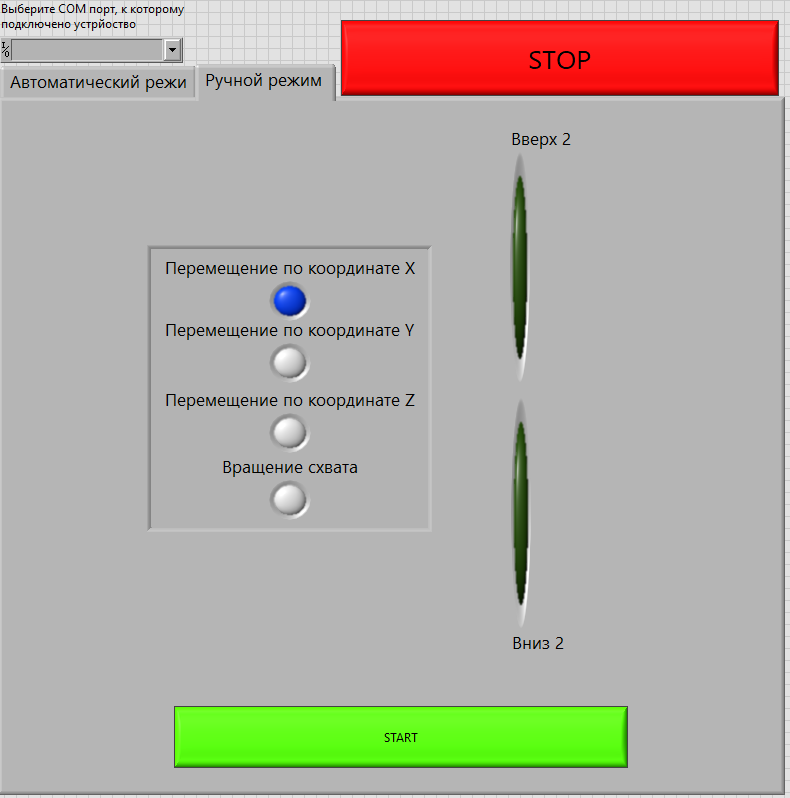 Выберите COM порт, к которому
подключено устрйоство
STOP
Автоматический режи
Ручной режим
Вверх 2
Перемещение по координате X
Перемещение по координате Y
Перемещение по координате Z
Вращение схвата
Вниз 2
START